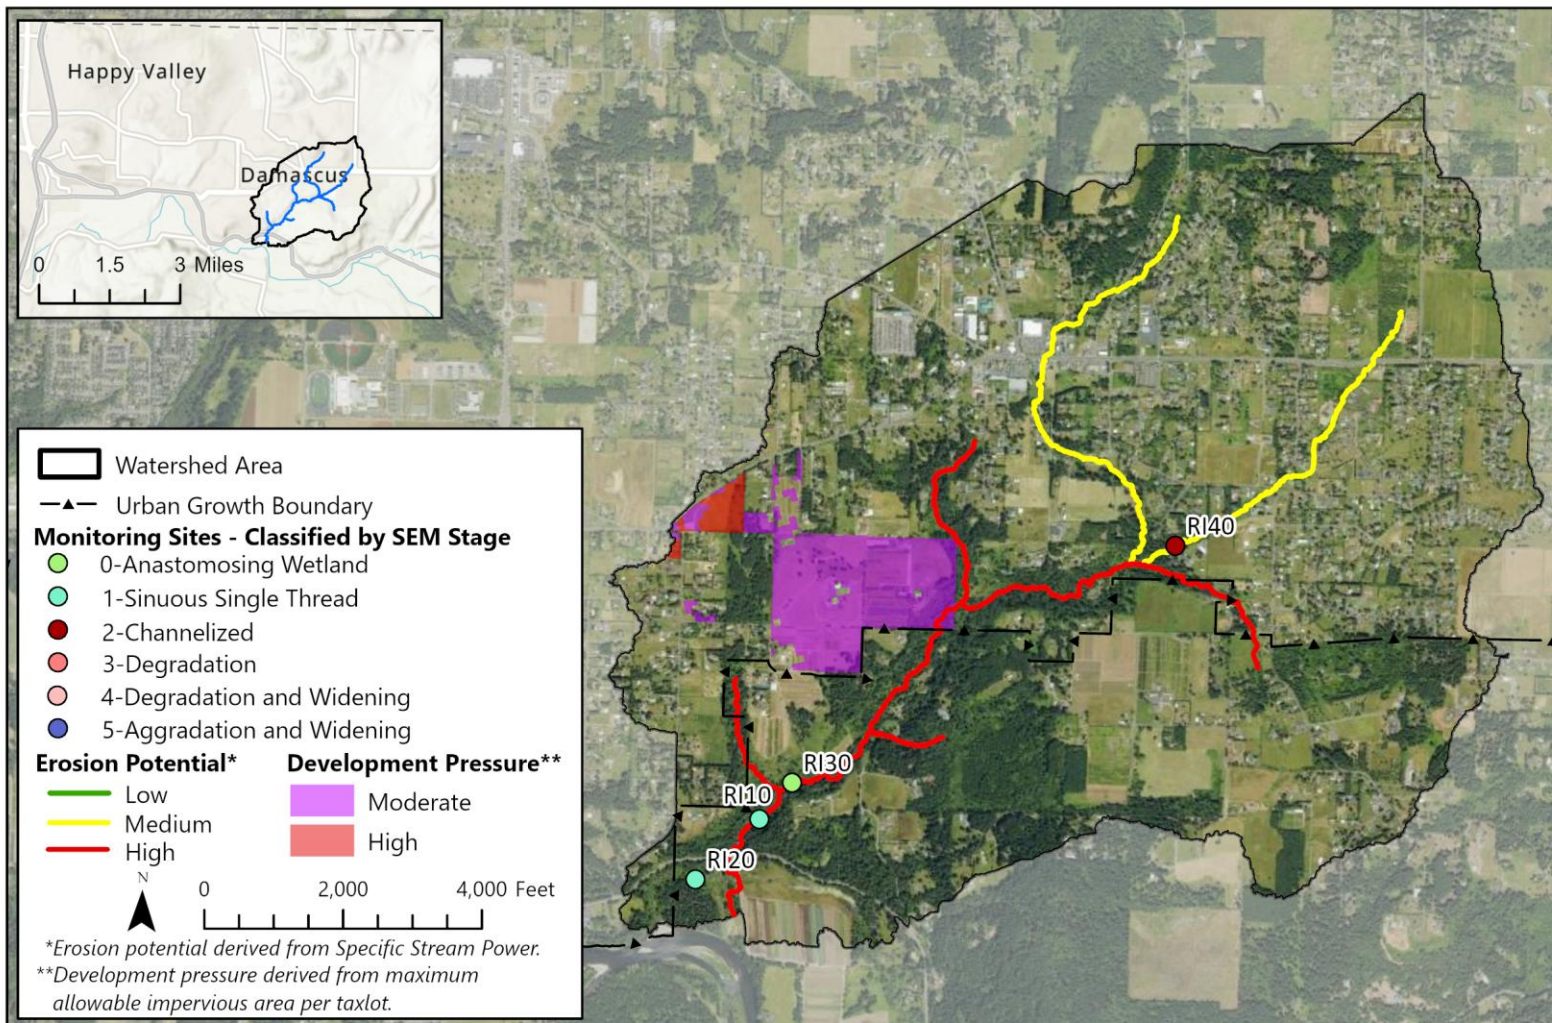 Happy Valley
Damascus
0 1.5 3 Miles
Watershed Area
Urban Growth Boundary
Monitoring Sites - Classified by SEM Stage
0-Anastomosing Wetland
1-Sinuous Single Thread
2-Channelized
3-Degradation
4-Degradation and Widening
5-Aggradation and Widening
Erosion Potential* Development Pressure**
Low
Medium
High
Moderate
High
N
0 2,000 4,000 Feet
*Erosion potential derived from Specific Stream Power.
**Development pressure derived from maximum
allowable impervious area per taxlot.
RI40
RI30
RI10
RI20